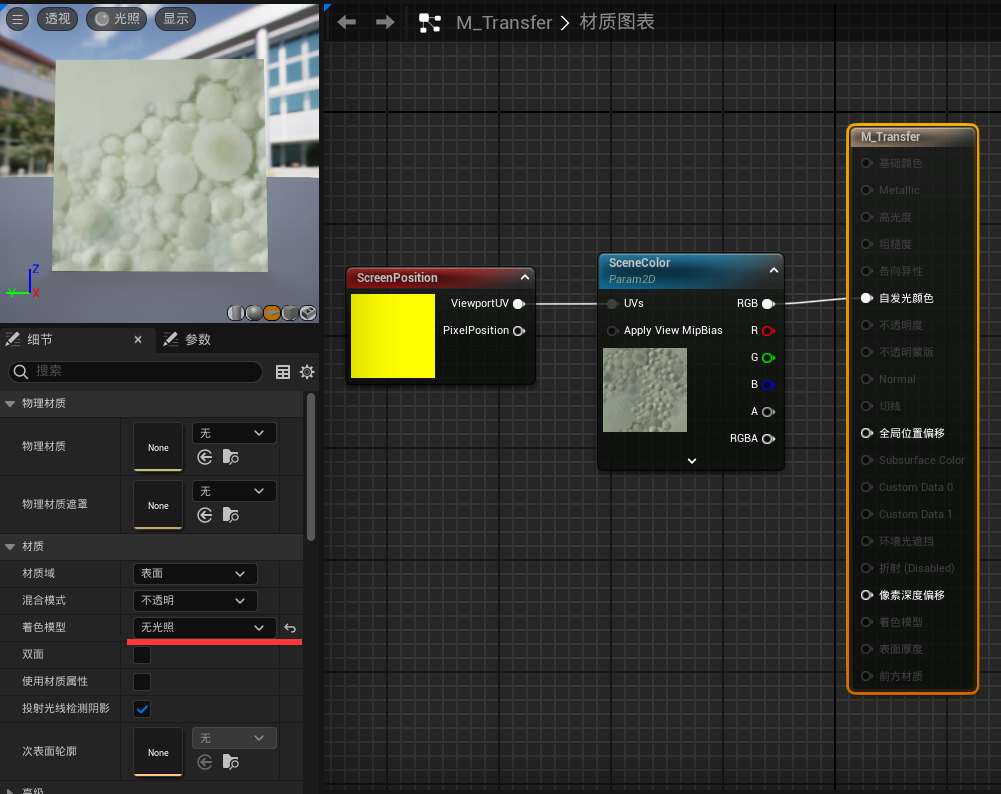 透视
光照
显示
Z
Y
X
细节
参数
搜索
物理材质
物理材质
None
无
物理材质遮罩
None
无
材质
材质域
表面
混合模式
不透明
着色模型
无光照
双面
使用材质属性
投射光线检测阴影
次表面轮廓
None
无
高级
M_Transfer
材质图表
ScreenPosition
ViewportUV
PixelPosition
SceneColor
Param2D
UVs
RGB
Apply View MipBias
R
G
B
A
RGBA
M_Transfer
基础颜色
Metallic
高光度
粗糙度
各向异性
自发光颜色
不透明度
不透明蒙版
Normal
切线
全局位置偏移
Subsurface Color
Custom Data 0
Custom Data 1
环境光遮挡
折射 (Disabled)
像素深度偏移
着色模型
表面厚度
前方材质